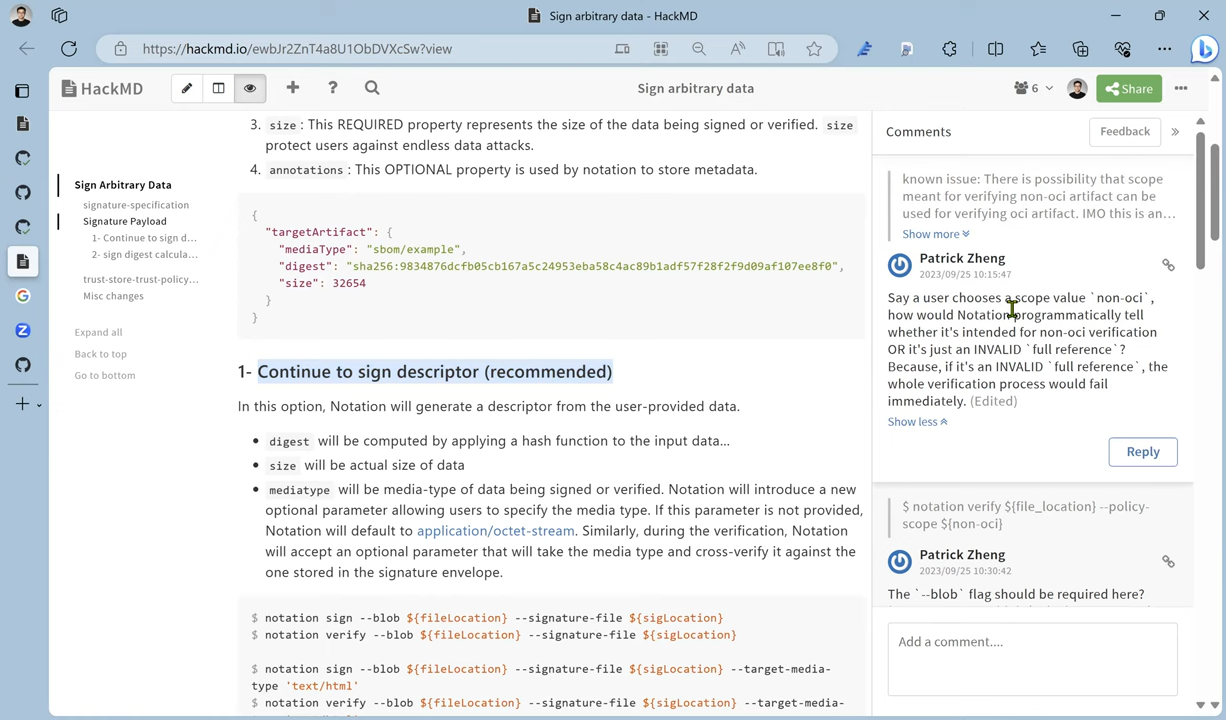 Sign arbitrary data - HackMD
https://hackmd.io/ewbJr2ZnT4a8U1ObDVXcSw?view
HackMD
Sign arbitrary data
6
Share
Sign Arbitrary Data
signature-specification
Signature Payload
1- Continue to sign d...
2- sign digest calcula...
trust-store-trust-policy...
Misc changes
Expand all
Back to top
Go to bottom
3. size : This REQUIRED property represents the size of the data being signed or verified. size
protect users against endless data attacks.
4. annotations : This OPTIONAL property is used by notation to store metadata.
{
"targetArtifact": {
"mediaType": "sbom/example",
"digest": "sha256:9834876dcfb05cb167a5c24953eba58c4ac89b1adf57f28f2f9d09af107ee8f0",
"size": 32654
}
}
1- Continue to sign descriptor (recommended)
In this option, Notation will generate a descriptor from the user-provided data.
• digest will be computed by applying a hash function to the input data...
• size will be actual size of data
• mediatype will be media-type of data being signed or verified. Notation will introduce a new
optional parameter allowing users to specify the media type. If this parameter is not provided,
Notation will default to application/octet-stream. Similarly, during the verification, Notation
will accept an optional parameter that will take the media type and cross-verify it against the
one stored in the signature envelope.
$ notation sign --blob ${fileLocation} --signature-file ${sigLocation}
$ notation verify --blob ${fileLocation} --signature-file ${sigLocation}
$ notation sign --blob ${fileLocation} --signature-file ${sigLocation} --target-media-
type 'text/html'
$ notation verify --blob ${fileLocation} --signature-file ${sigLocation} --target-media-
Comments
Feedback
known issue: There is possibility that scope
meant for verifying non-oci artifact can be
used for verifying oci artifact. IMO this is an...
Show more
Patrick Zheng
2023/09/25 10:15:47
Say a user chooses a scope value `non-oci`,
how would Notation programmatically tell
whether it's intended for non-oci verification
OR it's just an INVALID `full reference`?
Because, if it's an INVALID `full reference`, the
whole verification process would fail
immediately. (Edited)
Show less
Reply
$ notation verify ${file_location} --policy-
scope ${non-oci}
Patrick Zheng
2023/09/25 10:30:42
The `--blob` flag should be required here?
Add a comment....